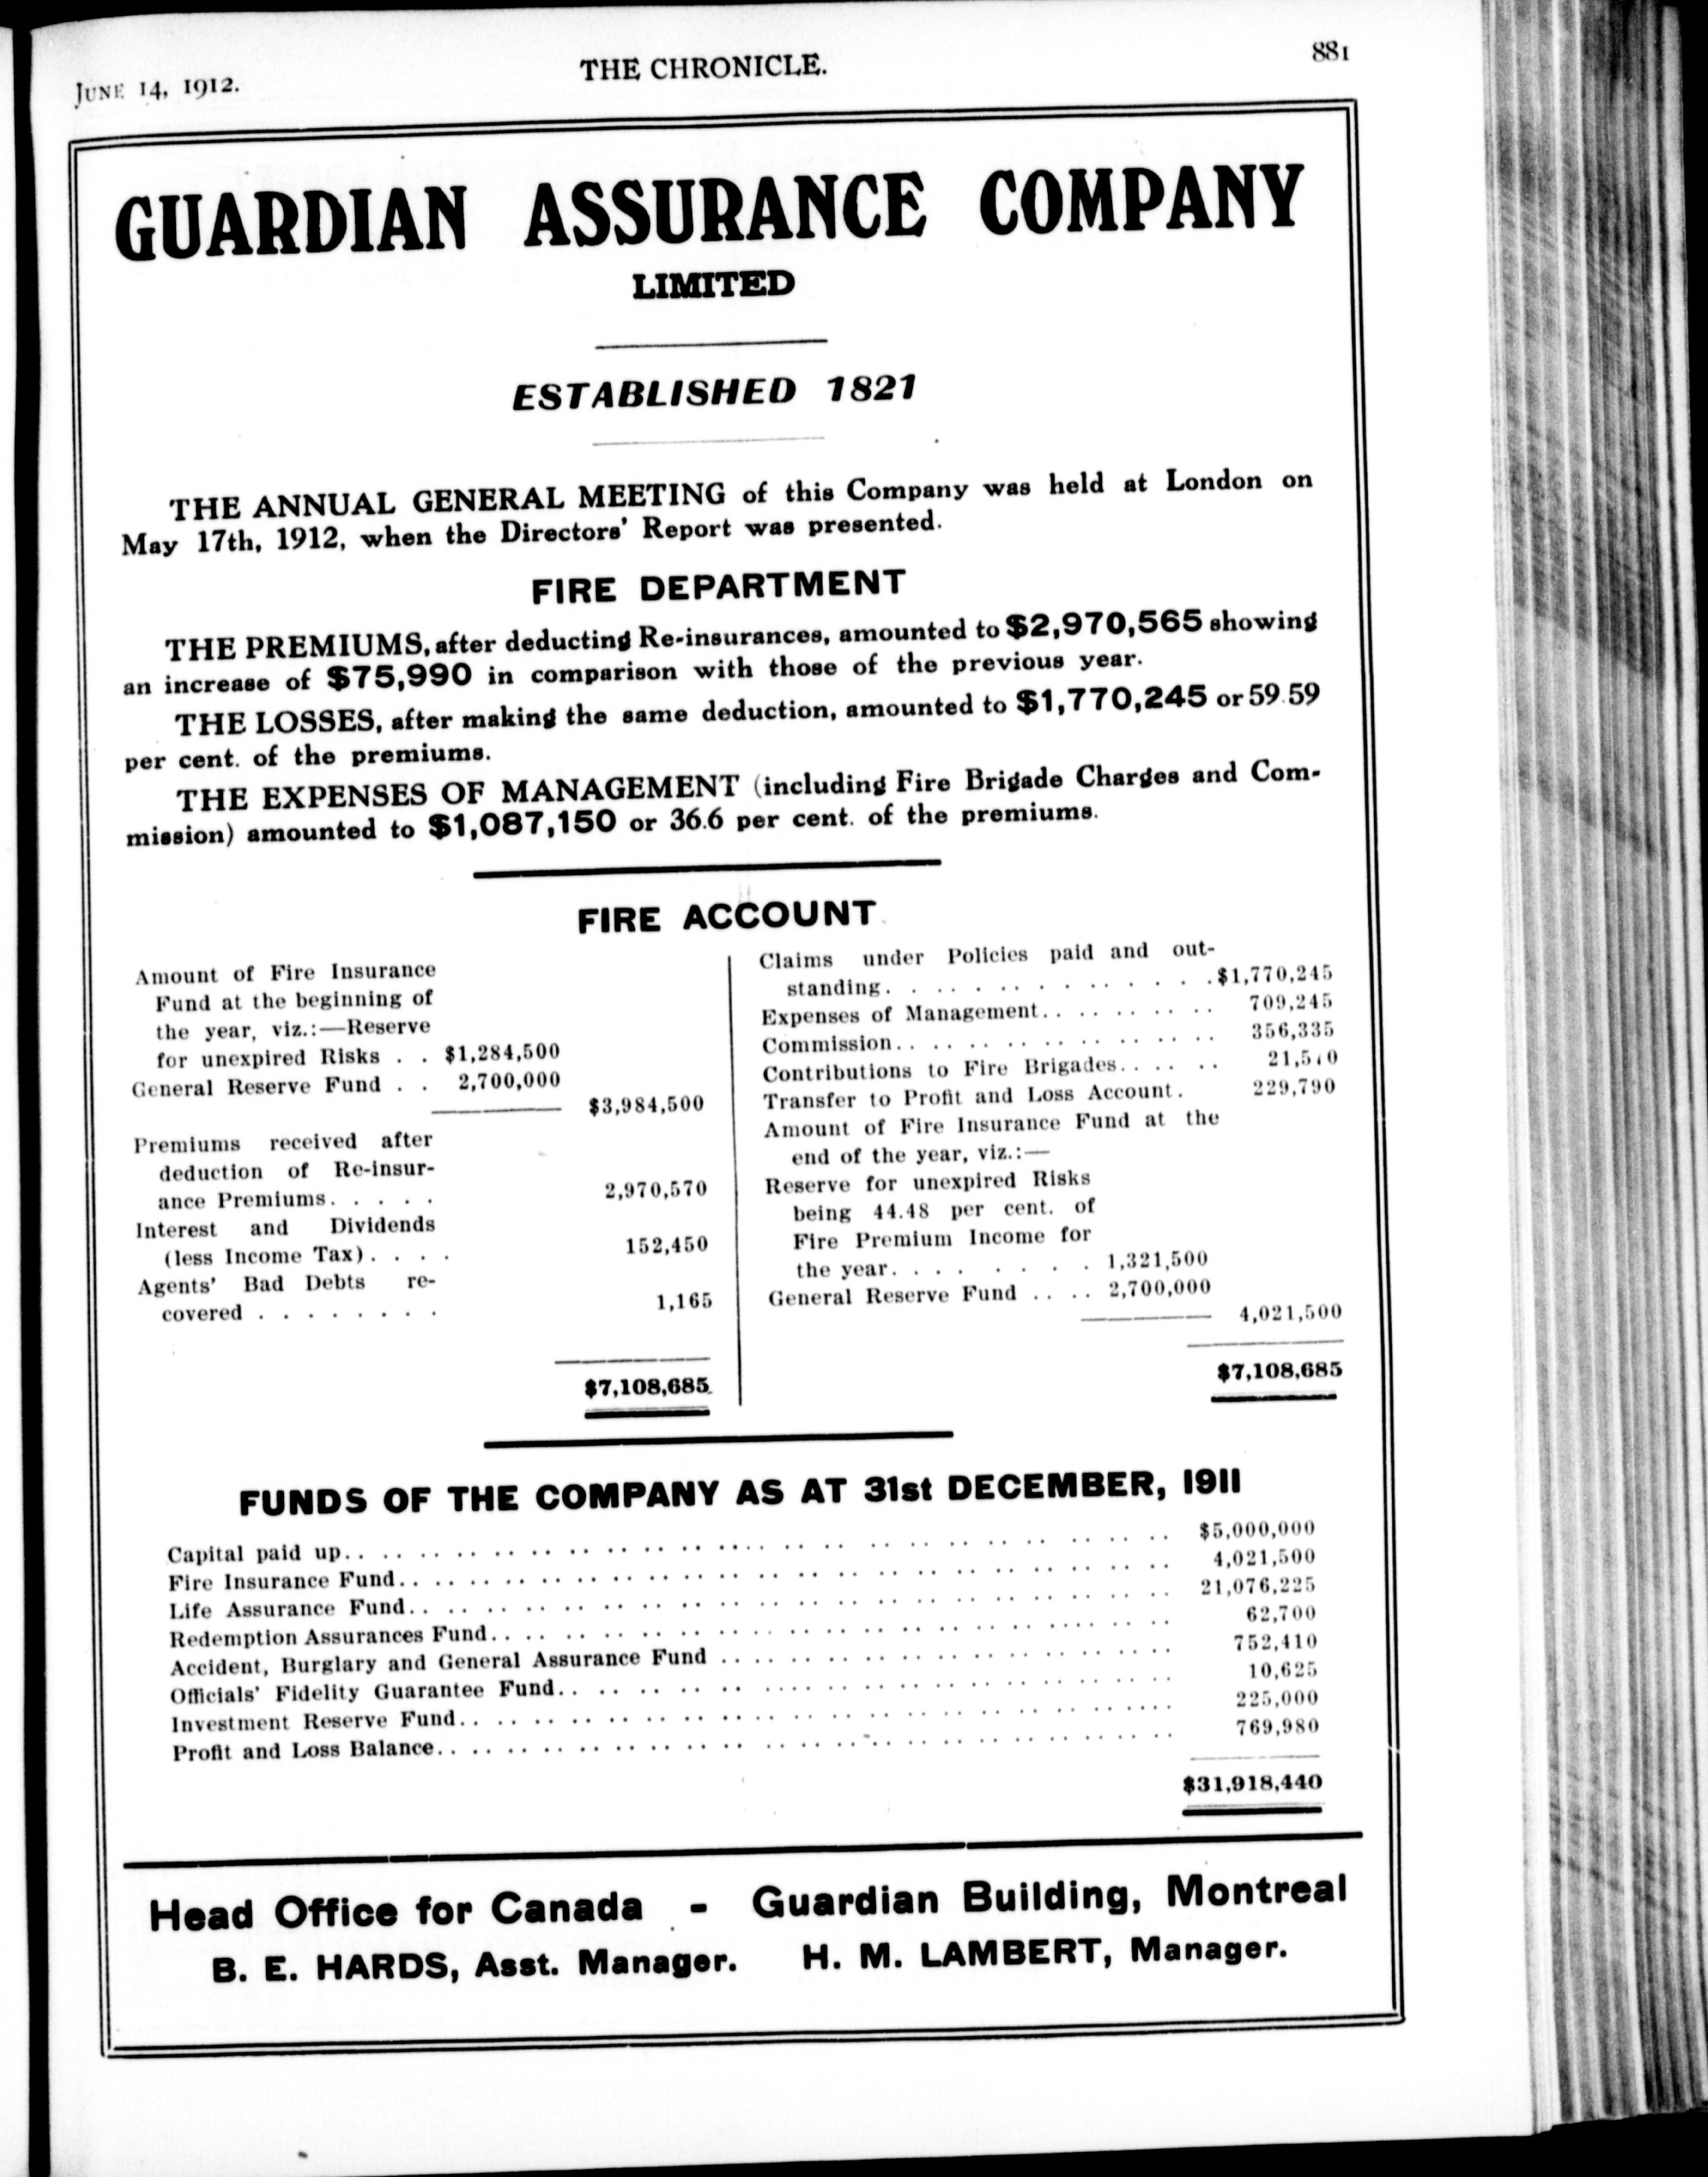 JUNE 14, 1912.
THE CHRONICLE.
881
GUARDIAN ASSURANCE COMPANY
LIMITED
ESTABLISHED 1821
THE ANNUAL GENERAL MEETING of this Company was held at London on
May 17th, 1912, when the Directors' Report was presented.
FIRE DEPARTMENT
THE PREMIUMS, after deducting Re-insurances, amounted to $2,970,565 showing
an increase of $75,990 in comparison with those of the previous year.
THE LOSSES, after making the same deduction, amounted to $1,770,245 or 59.59
per cent. of the premiums.
THE EXPENSES OF MANAGEMENT (including Fire Brigade Charges and Com-
mission) amounted to $1,087,150 or 36.6 per cent. of the premiums.
FIRE ACCOUNT
Amount of Fire Insurance
Fund at the beginning of
the year, viz.:—Reserve
for unexpired Risks . . $1,284,500
General Reserve Fund . . 2,700,000
$3,984,500
Premiums received after
deduction of Re-insur-
ance Premiums. . . . . 2,970,570
Interest and Dividends
(less Income Tax). . . . 152,450
Agents' Bad Debts re-
covered . . . . . . . . 1,165
$7,108,685
Claims under Policies paid and out-
standing. . . . . . . . . . . . . . $1,770,245
Expenses of Management. . . . . . . . . 709,245
Commission. . . . . . . . . . . . . . . . 356,335
Contributions to Fire Brigades. . . . . . 21,570
Transfer to Profit and Loss Account. 229,790
Amount of Fire Insurance Fund at the
end of the year, viz.:—
Reserve for unexpired Risks
being 44.48 per cent. of
Fire Premium Income for
the year. . . . . . . . 1,321,500
General Reserve Fund . . . . 2,700,000
4,021,500
$7,108,685
FUNDS OF THE COMPANY AS AT 31st DECEMBER, 1911
Capital paid up. . . . . . . . . . $5,000,000
Fire Insurance Fund. . . . . . . . . . 4,021,500
Life Assurance Fund. . . . . . . . . . 21,076,225
Redemption Assurances Fund. . . . . . . . . . 62,700
Accident, Burglary and General Assurance Fund . . . . . . . . . . 752,410
Officials' Fidelity Guarantee Fund. . . . . . . . . . 10,625
Investment Reserve Fund. . . . . . . . . . 225,000
Profit and Loss Balance. . . . . . . . . . 769,980
$31,918,440
Head Office for Canada - Guardian Building, Montreal
B. E. HARDS, Asst. Manager. H. M. LAMBERT, Manager.